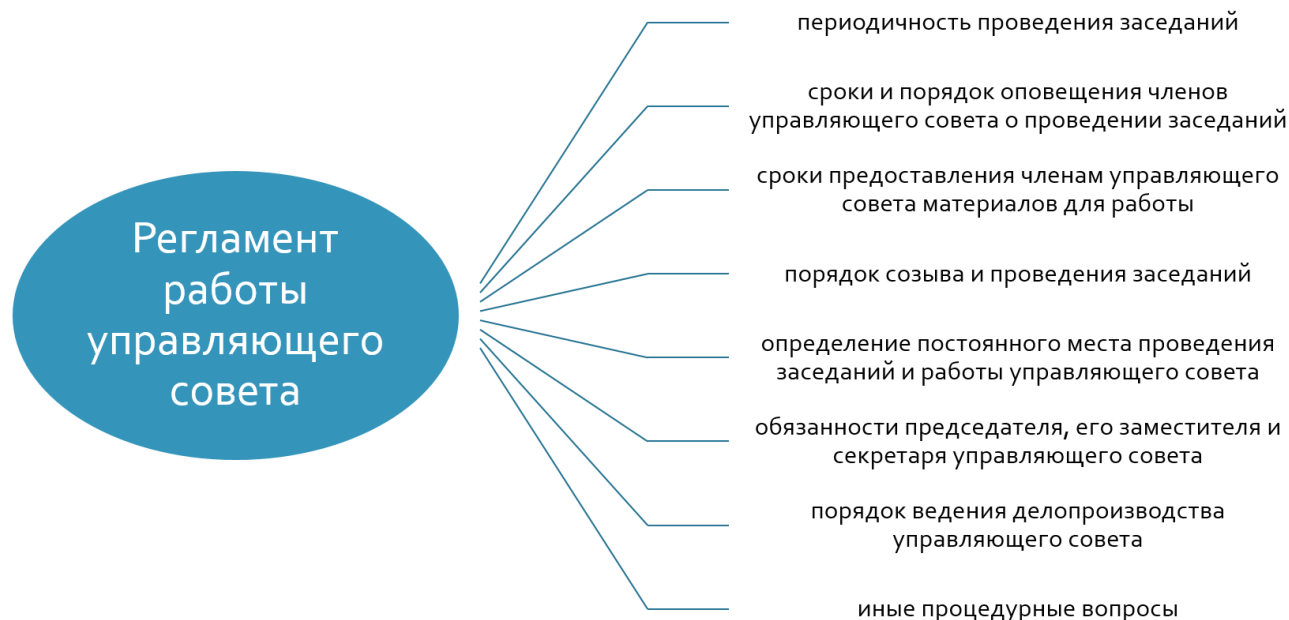 Регламент
работы
управляющего
совета
периодичность проведения заседаний
сроки и порядок оповещения членов
управляющего совета о проведении заседаний
сроки предоставления членам управляющего
совета материалов для работы
порядок созыва и проведения заседаний
определение постоянного места проведения
заседаний и работы управляющего совета
обязанности председателя, его заместителя и
секретаря управляющего совета
порядок ведения делопроизводства
управляющего совета
иные процедурные вопросы